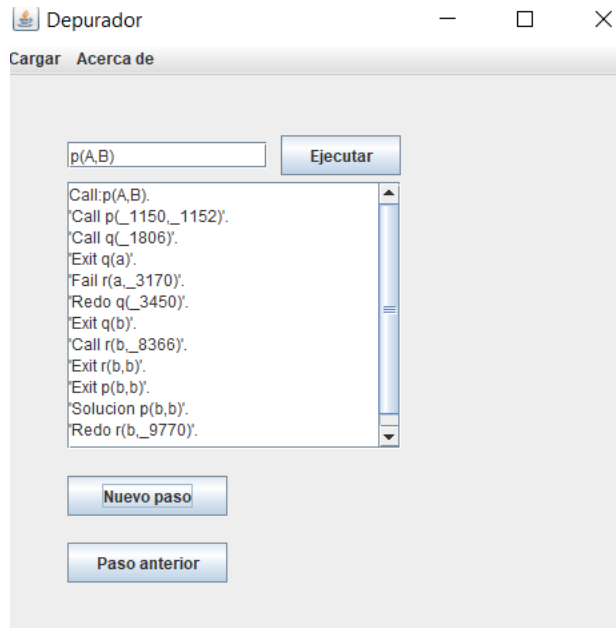 Depurador
Cargar Acerca de
p(A,B)
Ejecutar
Call:p(A,B).
'Call p(_1150,_1152)'.
'Call q(_1806)'.
'Exit q(a)'.
'Fail r(a,_3170)'.
'Redo q(_3450)'.
'Exit q(b)'.
'Call r(b,_8366)'.
'Exit r(b,b)'.
'Exit p(b,b)'.
'Solucion p(b,b)'.
'Redo r(b,_9770)'.
Nuevo paso
Paso anterior